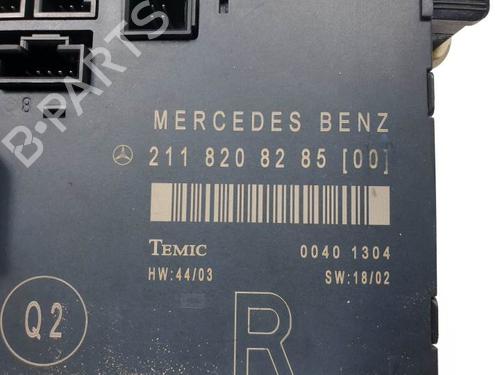 B-PARTS
8
MERCEDES BENZ
211 820 82 85 [00]
TEMIC 0040 1304
HW:44/03 SW:18/02
Q2
R